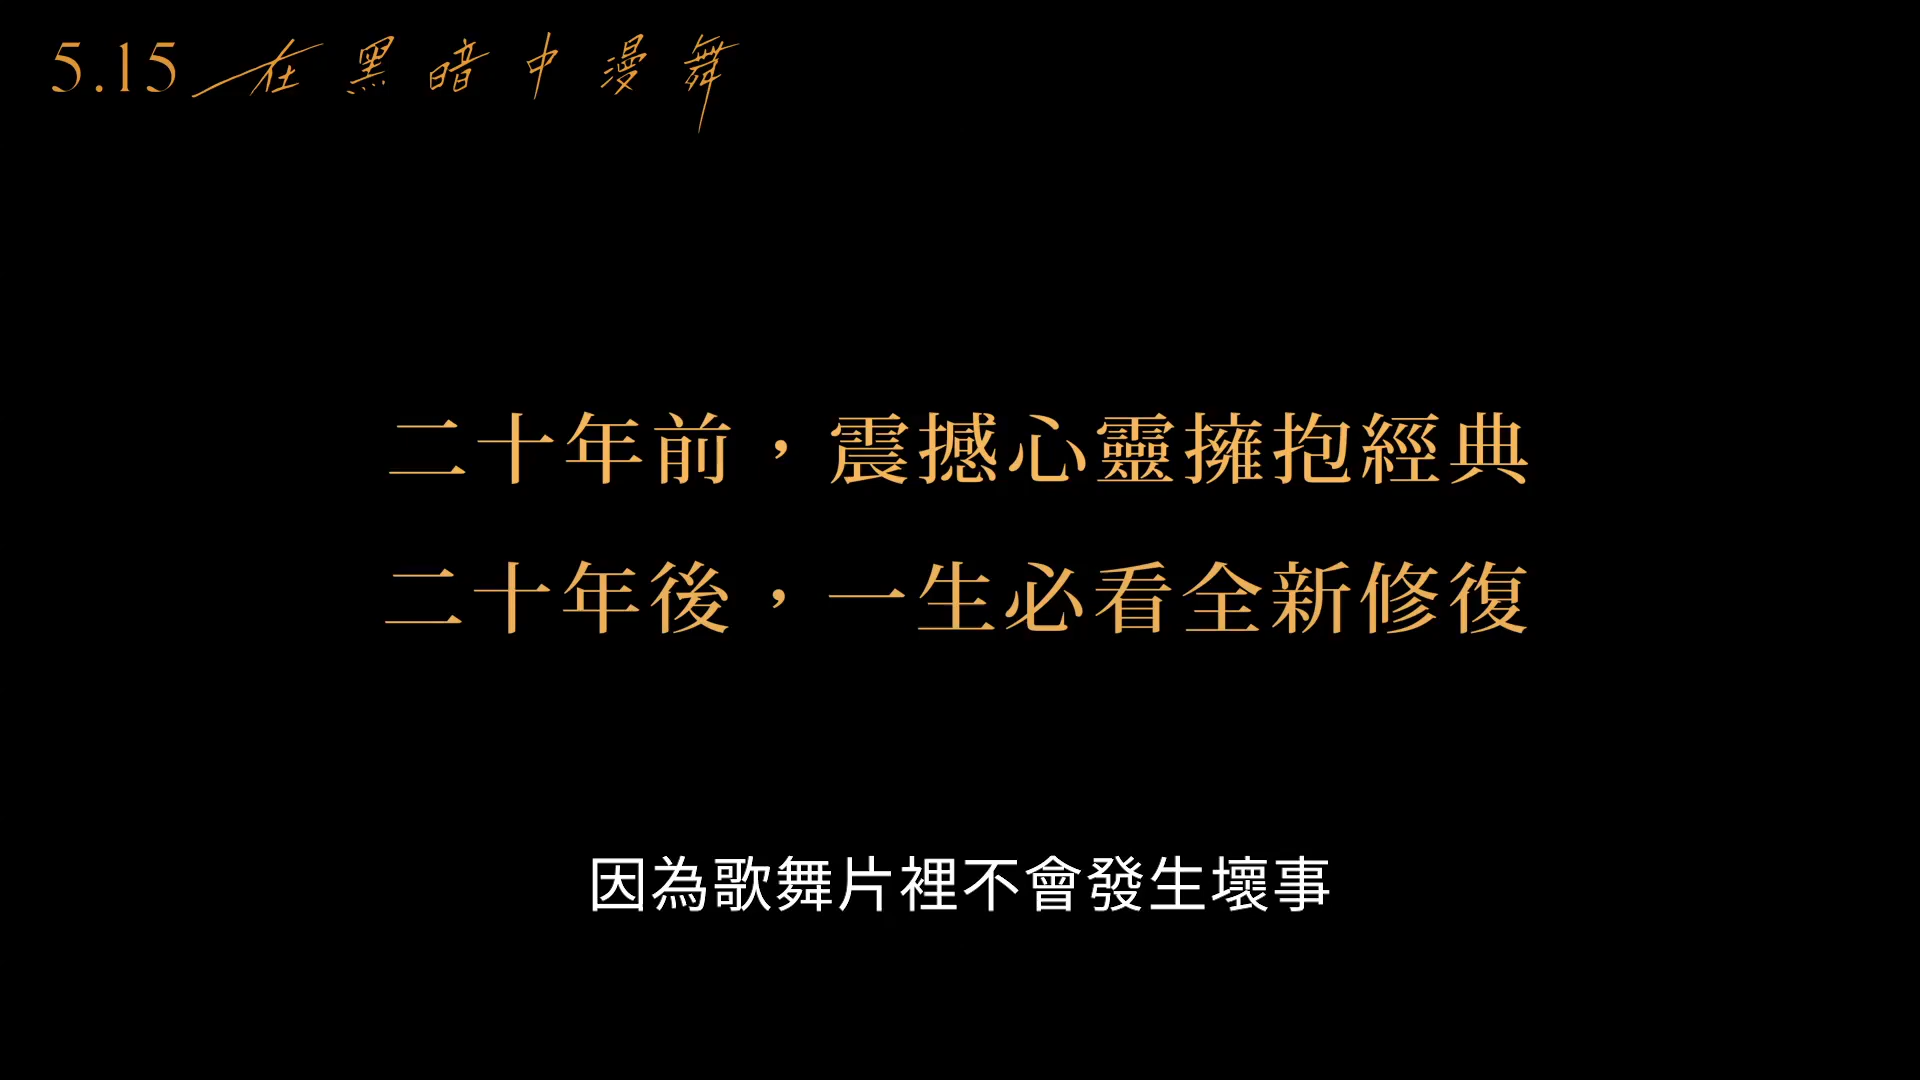 5.15 在黑暗中漫舞
二十年前，震撼心靈擁抱經典
二十年後，一生必看全新修復
因為歌舞片裡不會發生壞事